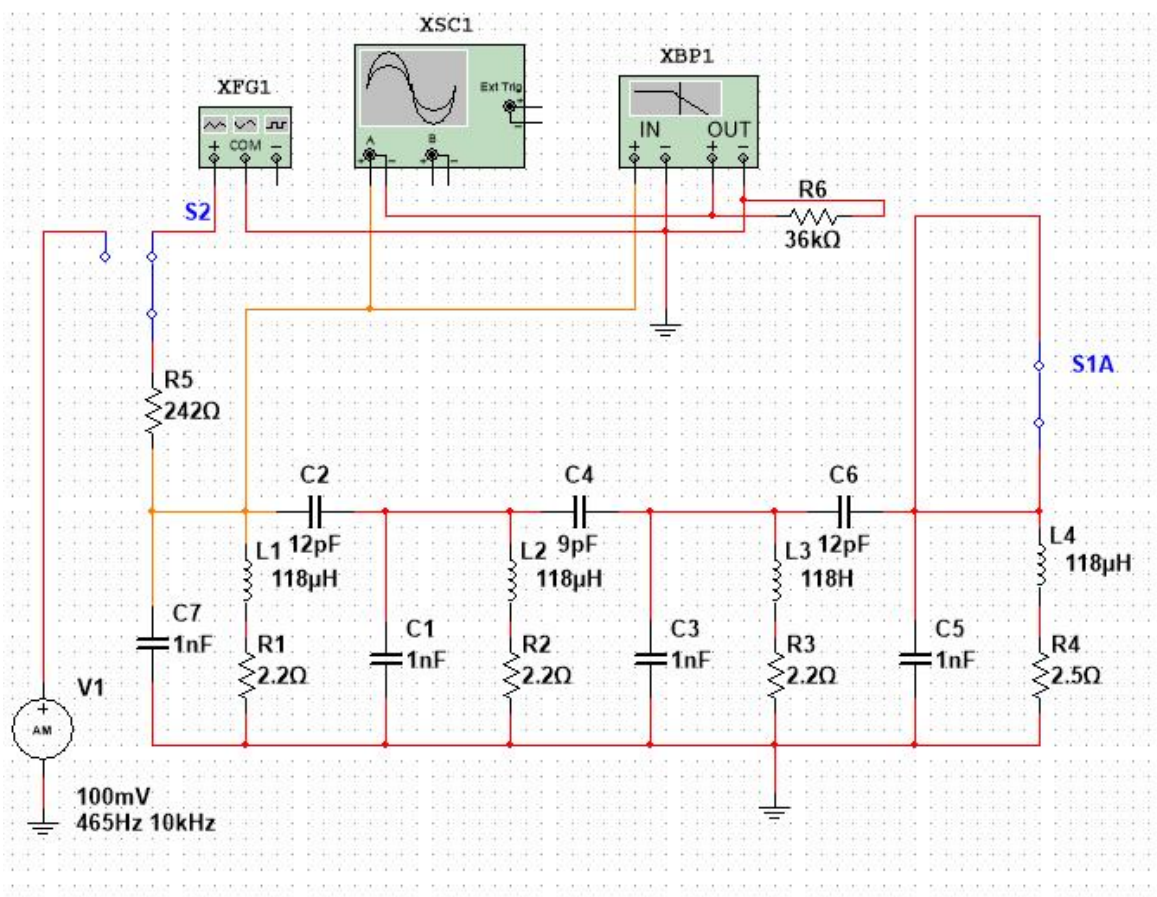 XSC1
XBP1
XFG1
Ext Trig
+
-
A
B
+ - + -
IN OUT
+ - + -
+ COM -
S2
R6
36kΩ
S1A
R5
242Ω
C2
12pF
C4
9pF
C6
12pF
L1
118µH
L2
118µH
L3
118H
L4
118µH
C7
1nF
R1
2.2Ω
C1
1nF
R2
2.2Ω
C3
1nF
R3
2.2Ω
C5
1nF
R4
2.5Ω
V1
+
AM
100mV
465Hz 10kHz